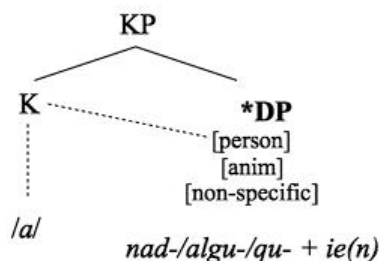 KP
K
*DP
[person]
[anim]
[non-specific]
/a/
nad-/algu-/qu- + ie(n)